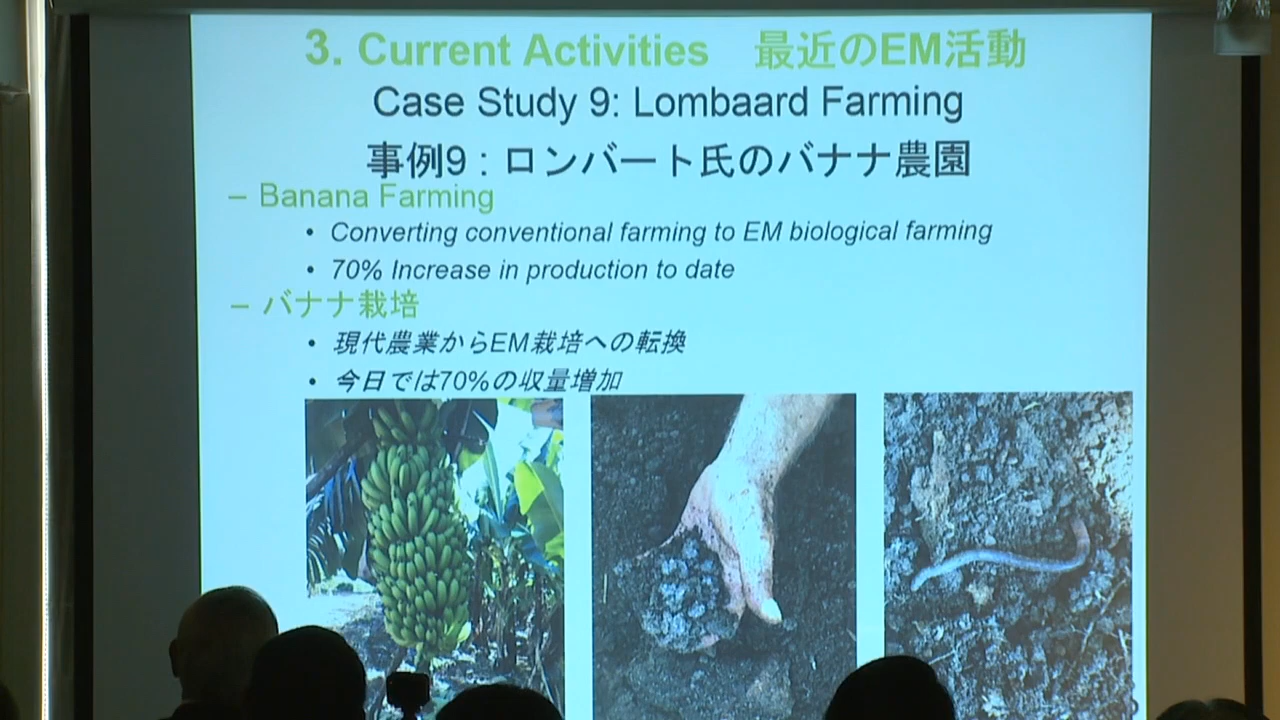 3. Current Activities 最近のEM活動
Case Study 9: Lombaard Farming
事例9：ロンバート氏のバナナ農園
– Banana Farming
• Converting conventional farming to EM biological farming
• 70% Increase in production to date
– バナナ栽培
• 現代農業からEM栽培への転換
• 今日では70%の収量増加